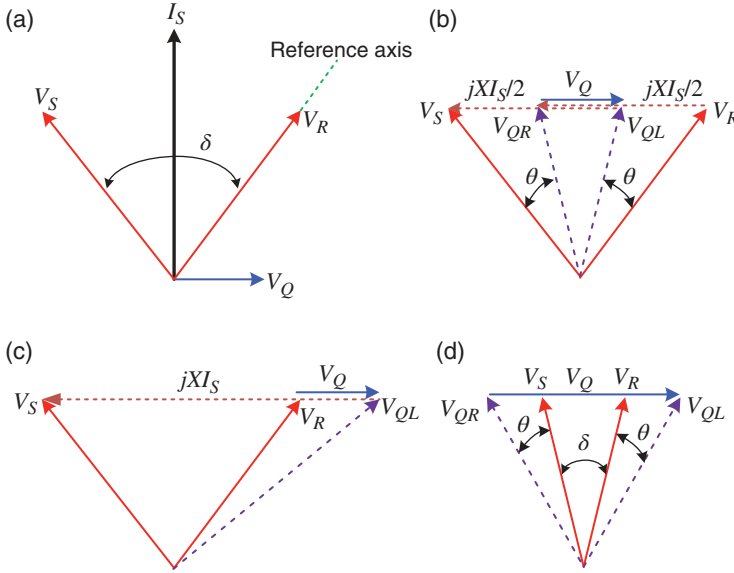 (a)
I_S
Reference axis
V_S
V_R
δ
V_Q
(b)
jXI_S/2
V_Q
jXI_S/2
V_S
V_QR
V_QL
V_R
θ
θ
(c)
jXI_S
V_Q
V_S
V_R
V_QL
(d)
V_S
V_Q
V_R
V_QR
V_QL
θ
δ
θ